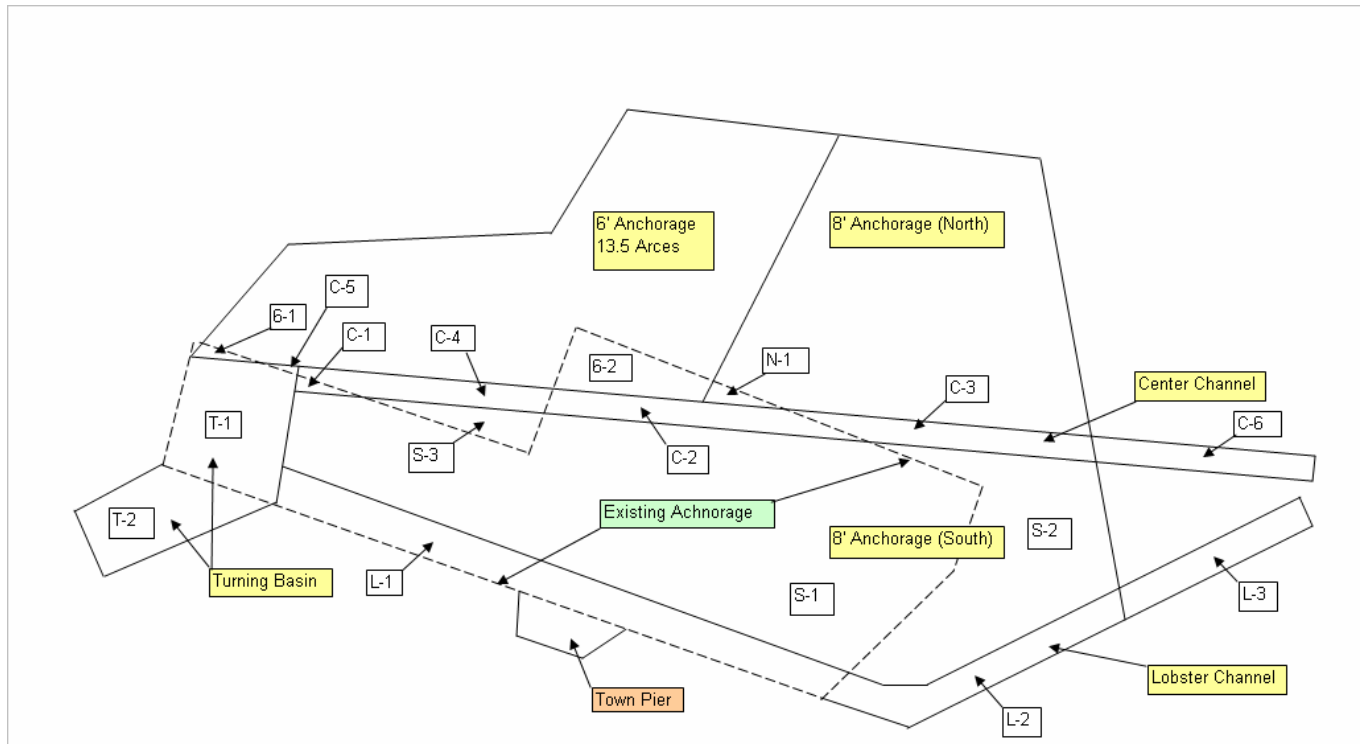 6' Anchorage
13.5 Arces
8' Anchorage (North)
C-5
6-1
C-1
C-4
6-2
N-1
C-3
Center Channel
C-6
T-1
S-3
C-2
T-2
Existing Achnorage
8' Anchorage (South)
S-2
Turning Basin
L-1
S-1
L-3
Town Pier
Lobster Channel
L-2